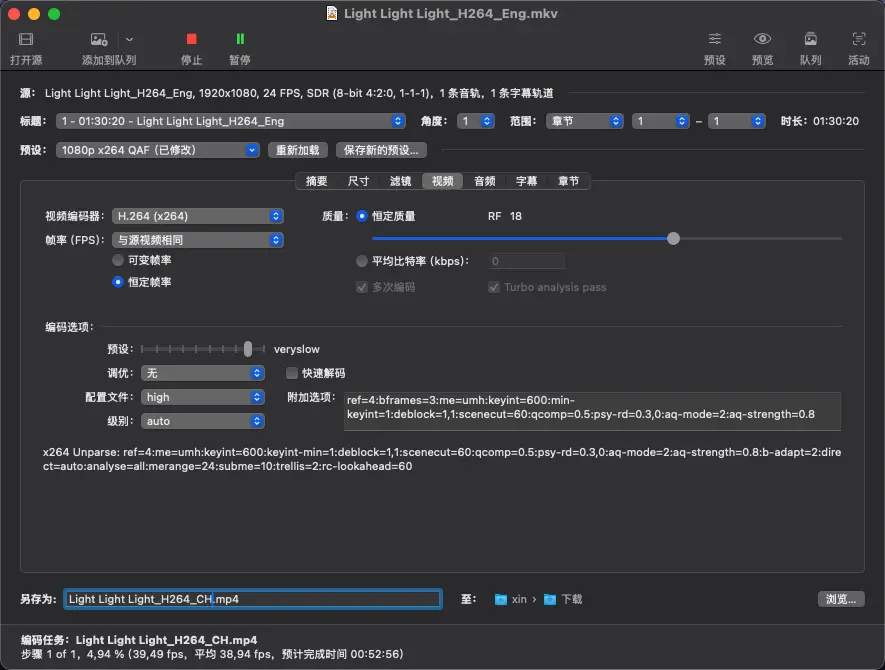 Light Light Light_H264_Eng.mkv
打开源 添加到队列 停止 暂停 预设 预览 队列 活动
源： Light Light Light_H264_Eng, 1920x1080, 24 FPS, SDR (8-bit 4:2:0, 1-1-1)，1 条音轨，1 条字幕轨道
标题： 1 - 01:30:20 - Light Light Light_H264_Eng 角度： 1 范围： 章节 1 – 1 时长： 01:30:20
预设： 1080p x264 QAF (已修改) 重新加载 保存新的预设...
摘要 尺寸 滤镜 视频 音频 字幕 章节
视频编码器： H.264 (x264) 质量： 恒定质量 RF 18
帧率 (FPS)： 与源视频相同
可变帧率 平均比特率 (kbps)： 0
恒定帧率 多次编码 Turbo analysis pass
编码选项：
预设： veryslow
调优： 无 快速解码
配置文件： high 附加选项： ref=4:bframes=3:me=umh:keyint=600:min-
keyint=1:deblock=1,1:scenecut=60:qcomp=0.5:psy-rd=0.3,0:aq-mode=2:aq-strength=0.8
级别： auto
x264 Unparse: ref=4:me=umh:keyint=600:keyint-min=1:deblock=1,1:scenecut=60:qcomp=0.5:psy-rd=0.3,0:aq-mode=2:aq-strength=0.8:b-adapt=2:dire
ct=auto:analyse=all:merange=24:subme=10:trellis=2:rc-lookahead=60
另存为： Light Light Light_H264_CH.mp4 至： xin › 下载 浏览...
编码任务： Light Light Light_H264_CH.mp4
步骤 1 of 1，4,94 % (39,49 fps，平均 38,94 fps，预计完成时间 00:52:56)